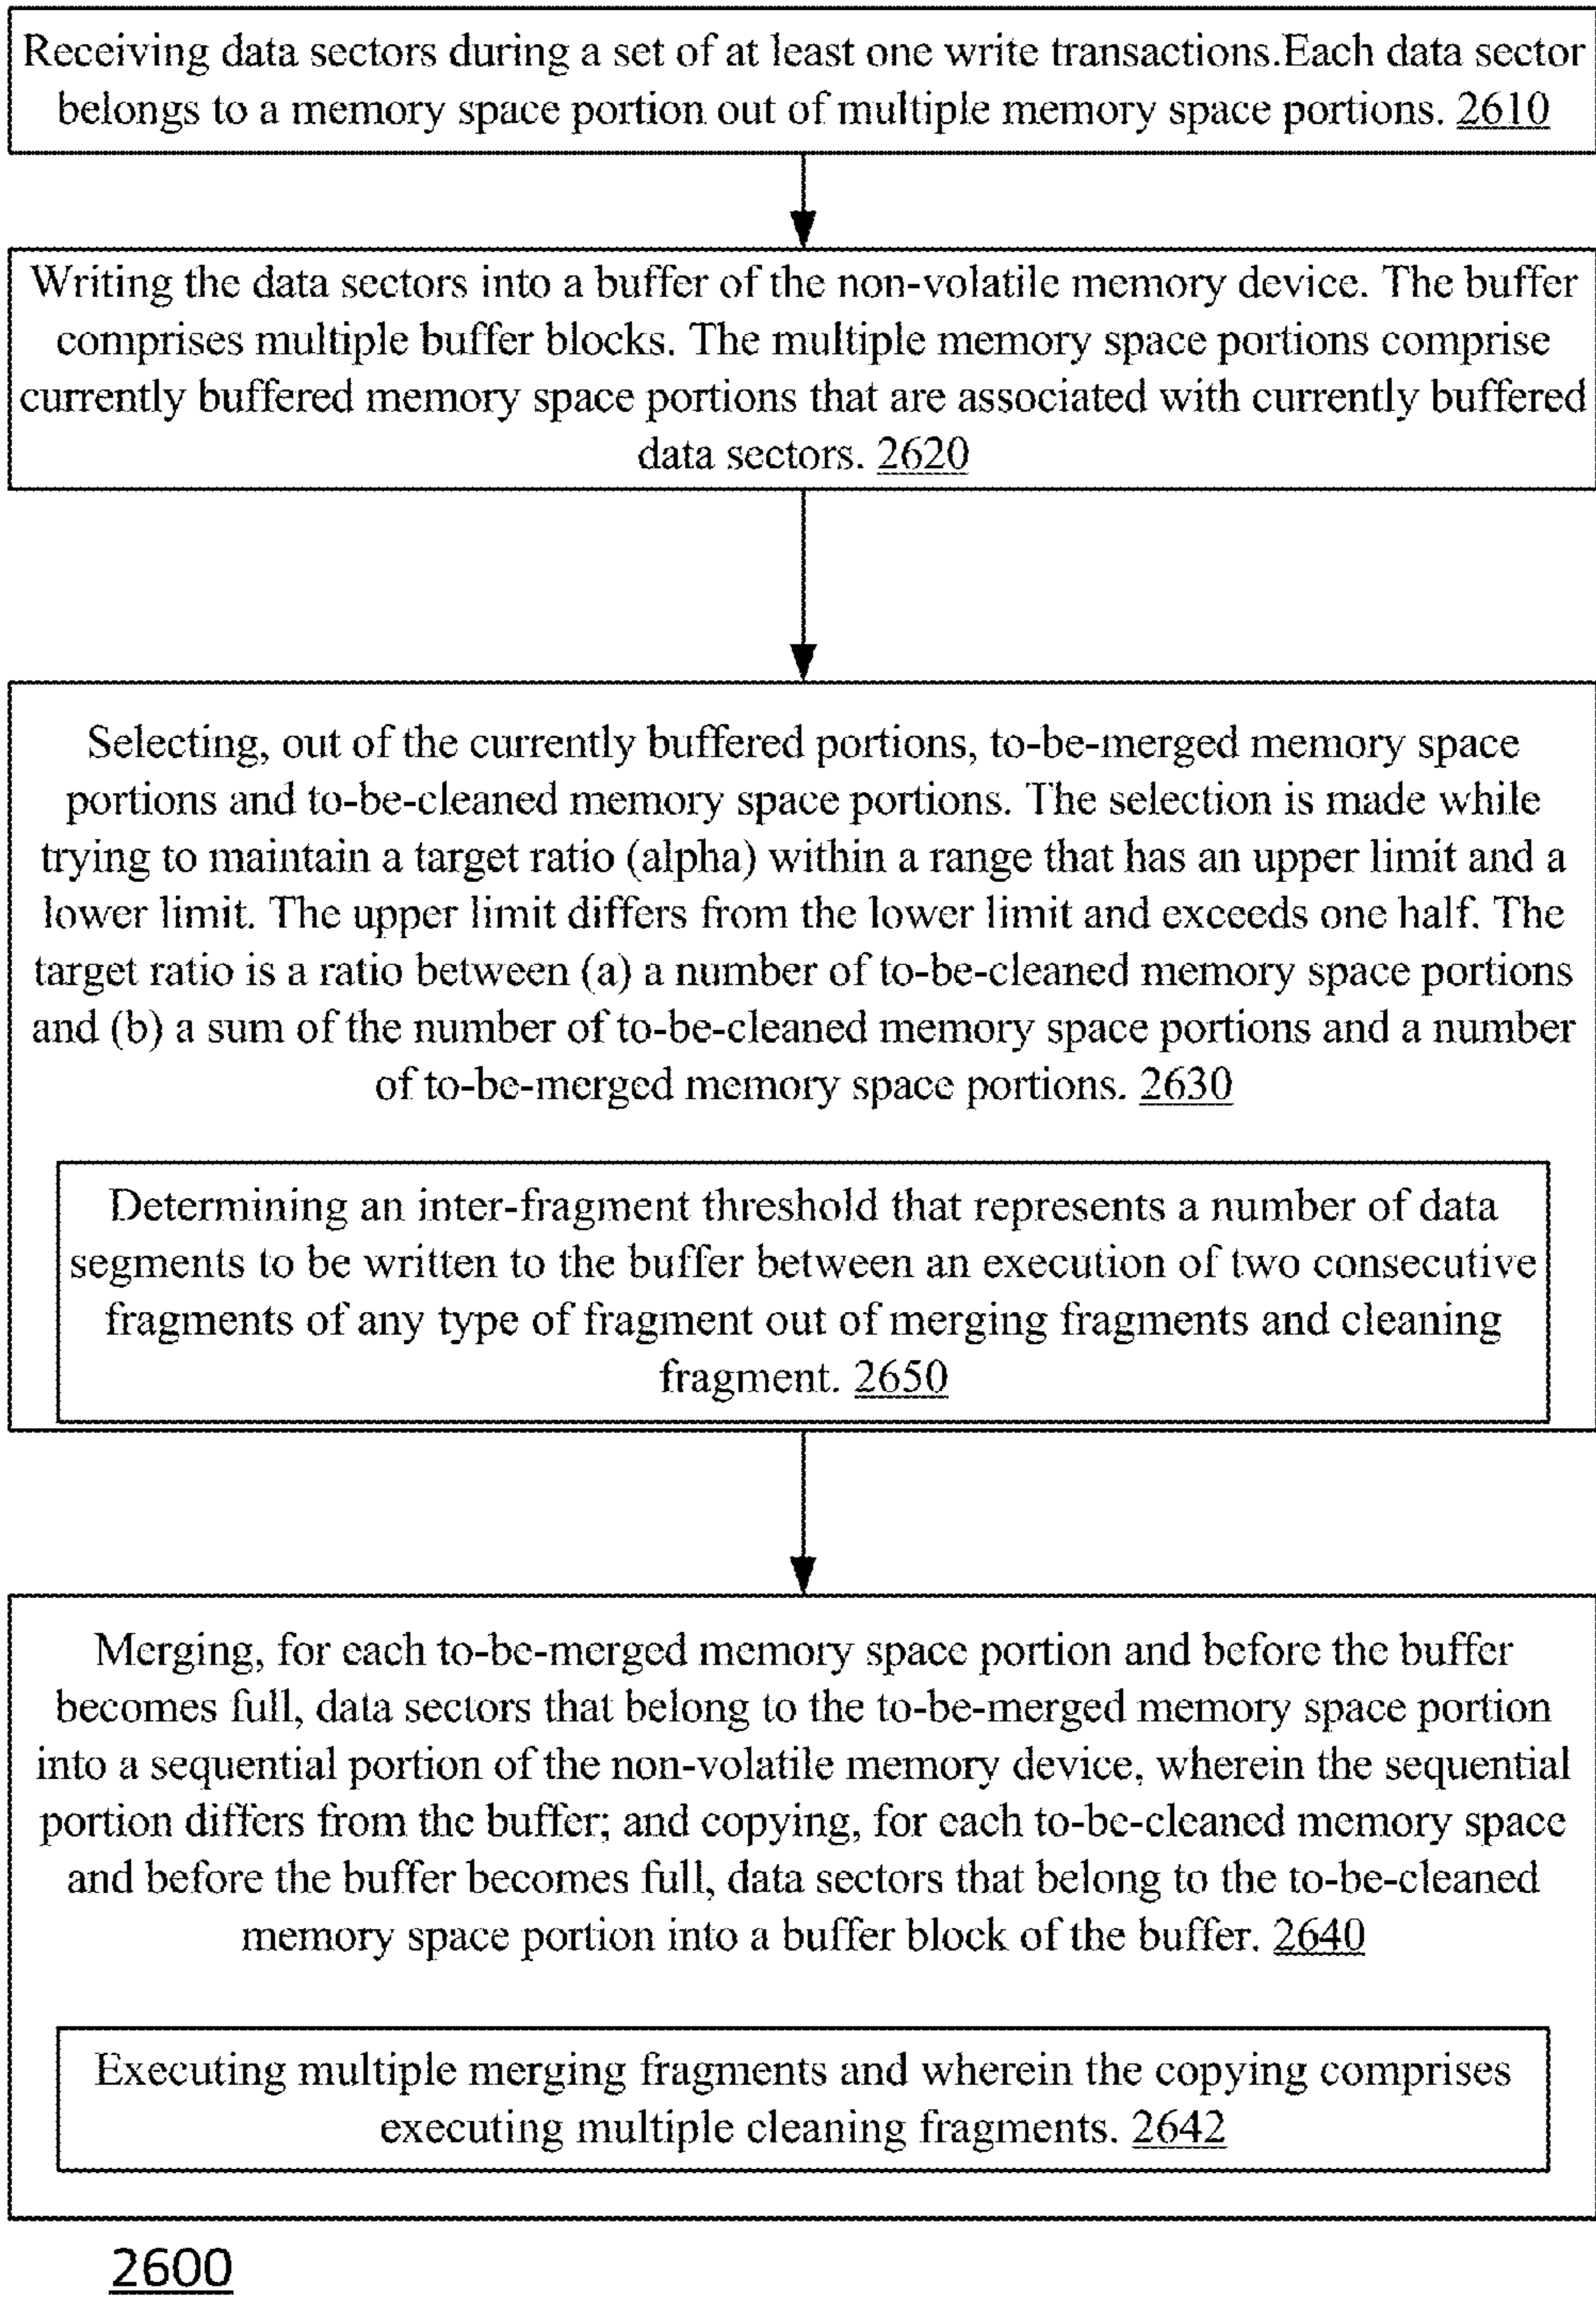 Receiving data sectors during a set of at least one write transactions.Each data sector
belongs to a memory space portion out of multiple memory space portions. 2610
Writing the data sectors into a buffer of the non-volatile memory device. The buffer
comprises multiple buffer blocks. The multiple memory space portions comprise
currently buffered memory space portions that are associated with currently buffered
data sectors. 2620
Selecting, out of the currently buffered portions, to-be-merged memory space
portions and to-be-cleaned memory space portions. The selection is made while
trying to maintain a target ratio (alpha) within a range that has an upper limit and a
lower limit. The upper limit differs from the lower limit and exceeds one half. The
target ratio is a ratio between (a) a number of to-be-cleaned memory space portions
and (b) a sum of the number of to-be-cleaned memory space portions and a number
of to-be-merged memory space portions. 2630
Determining an inter-fragment threshold that represents a number of data
segments to be written to the buffer between an execution of two consecutive
fragments of any type of fragment out of merging fragments and cleaning
fragment. 2650
Merging, for each to-be-merged memory space portion and before the buffer
becomes full, data sectors that belong to the to-be-merged memory space portion
into a sequential portion of the non-volatile memory device, wherein the sequential
portion differs from the buffer; and copying, for each to-be-cleaned memory space
and before the buffer becomes full, data sectors that belong to the to-be-cleaned
memory space portion into a buffer block of the buffer. 2640
Executing multiple merging fragments and wherein the copying comprises
executing multiple cleaning fragments. 2642
2600